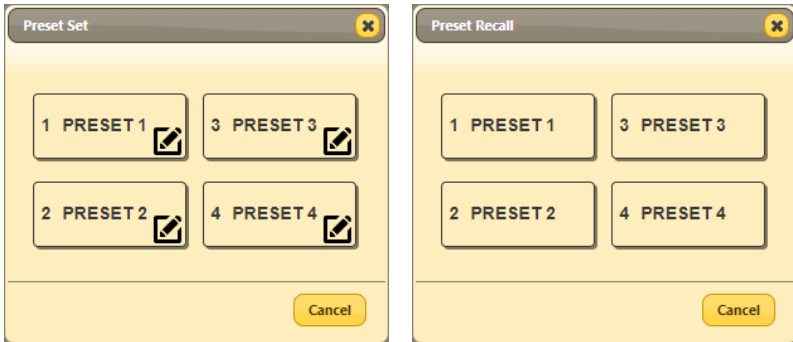 Preset Set
1 PRESET 1
3 PRESET 3
2 PRESET 2
4 PRESET 4
Cancel
Preset Recall
1 PRESET 1
3 PRESET 3
2 PRESET 2
4 PRESET 4
Cancel